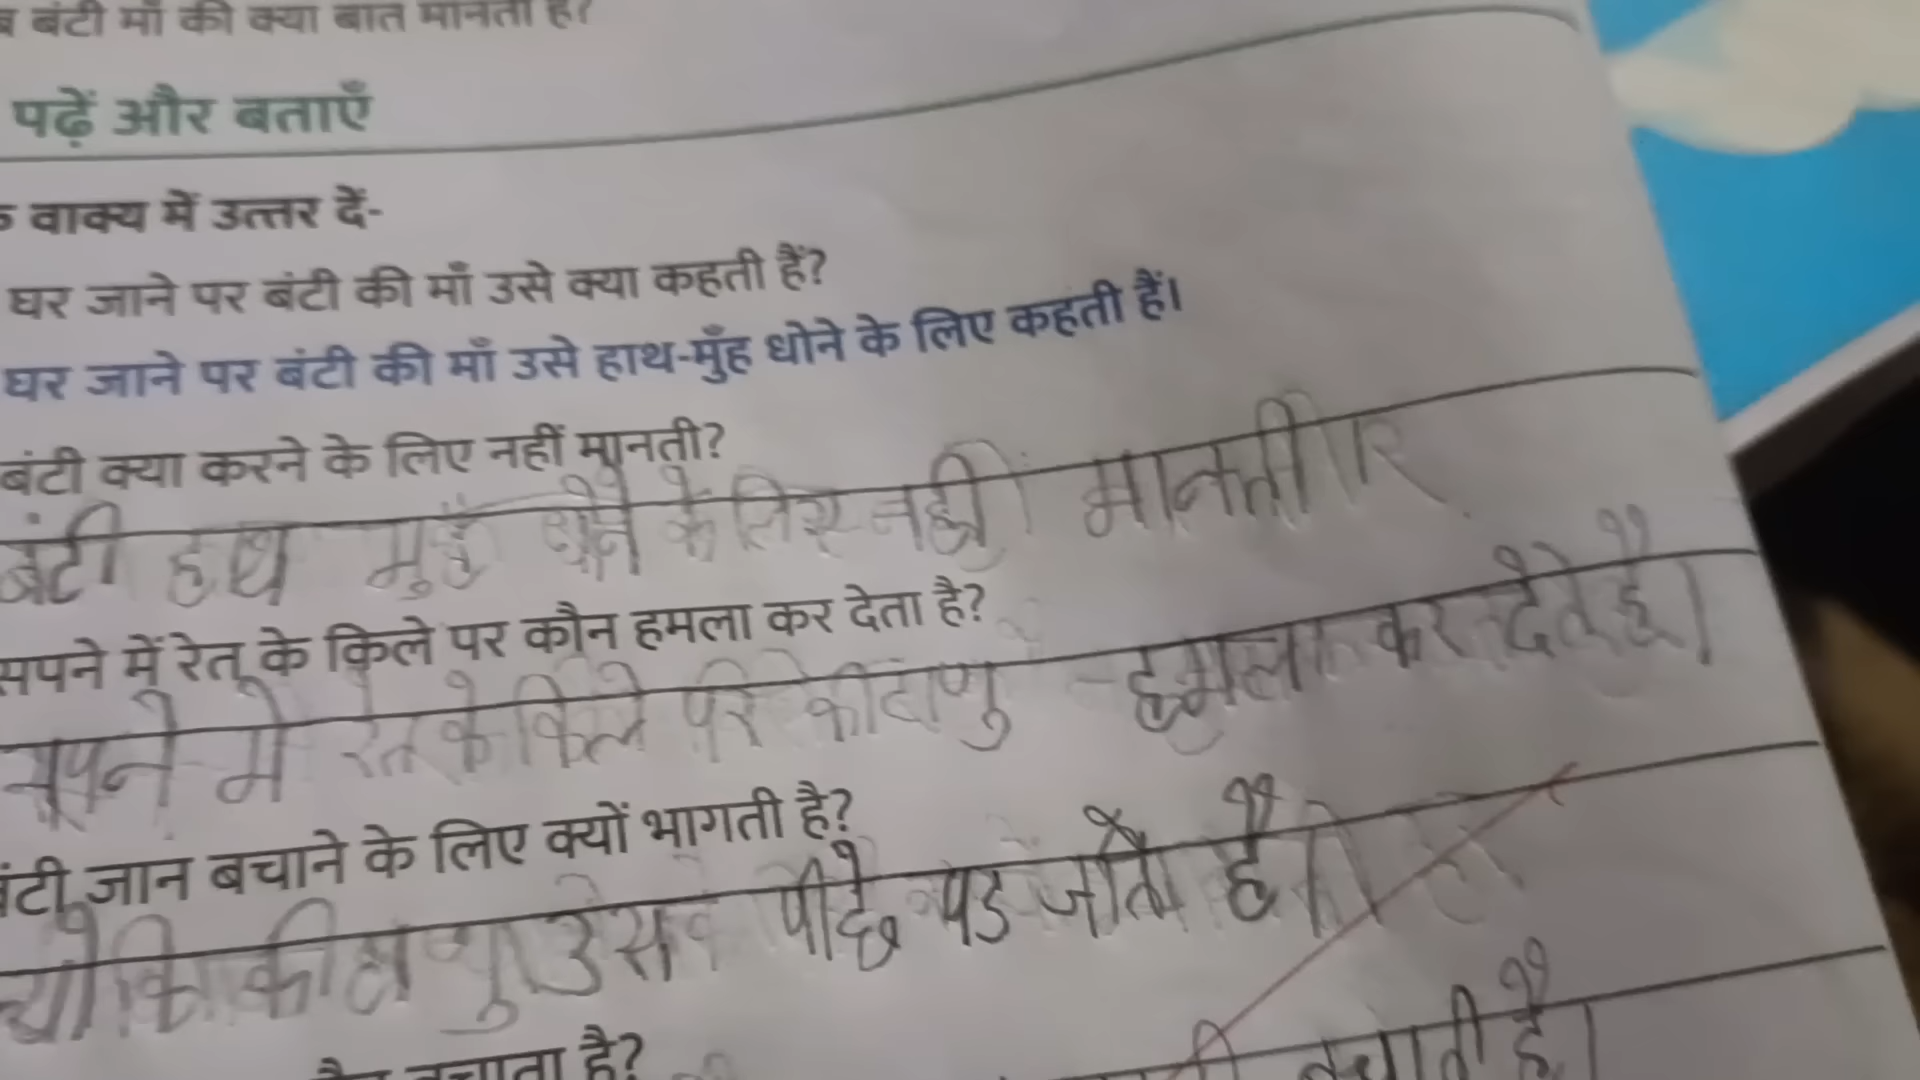 बंटी माँ की क्या बात मानती है?
पढ़ें और बताएँ
वाक्य में उत्तर दें-
घर जाने पर बंटी की माँ उसे क्या कहती हैं?
घर जाने पर बंटी की माँ उसे हाथ-मुँह धोने के लिए कहती हैं।
बंटी क्या करने के लिए नहीं मानती?
बंटी हाथ मुहँ धोने के लिए नही मानती
सपने में रेत के किले पर कौन हमला कर देता है?
सपने मे रेत के किले पर कीटाणु हमला कर देते है।
बंटी जान बचाने के लिए क्यों भागती है?
कीटाणु उसके पीछे पड जाते है
बचाता है?
बचाती है।